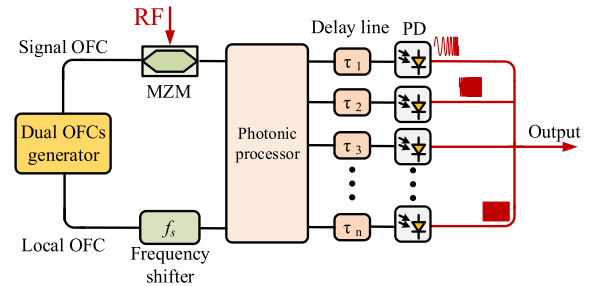 RF
Signal OFC
MZM
Dual OFCs
generator
Local OFC
fs
Frequency
shifter
Photonic
processor
Delay line
PD
τ 1
τ 2
τ 3
τ n
Output